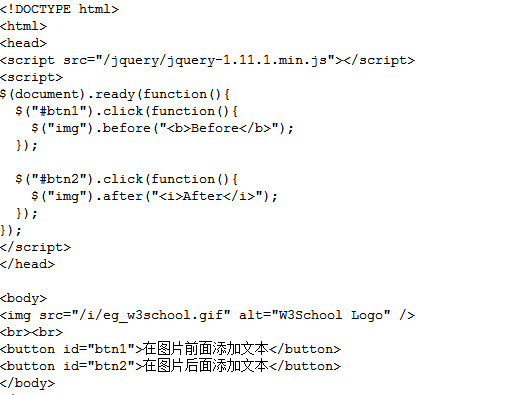 <!DOCTYPE html>
<html>
<head>
<script src="/jquery/jquery-1.11.1.min.js"></script>
<script>
$(document).ready(function(){
  $("#btn1").click(function(){
    $("img").before("<b>Before</b>");
  });

  $("#btn2").click(function(){
    $("img").after("<i>After</i>");
  });
});
</script>
</head>

<body>
<img src="/i/eg_w3school.gif" alt="W3School Logo" />
<br><br>
<button id="btn1">在图片前面添加文本</button>
<button id="btn2">在图片后面添加文本</button>
</body>